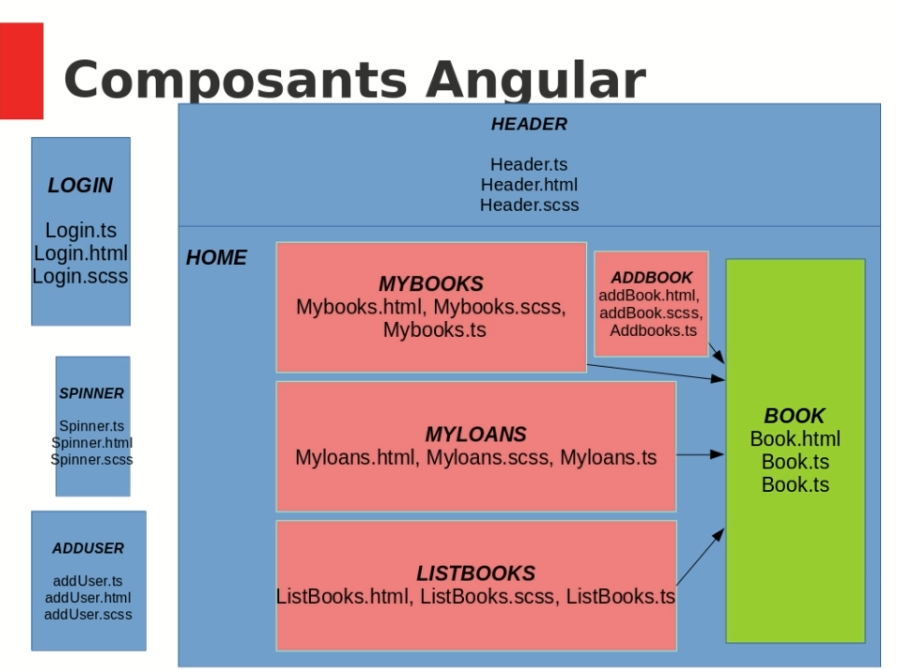 Composants Angular
LOGIN
Login.ts
Login.html
Login.scss
SPINNER
Spinner.ts
Spinner.html
Spinner.scss
ADDUSER
addUser.ts
addUser.html
addUser.scss
HEADER
Header.ts
Header.html
Header.scss
HOME
MYBOOKS
Mybooks.html, Mybooks.scss,
Mybooks.ts
ADDBOOK
addBook.html,
addBook.scss,
Addbooks.ts
MYLOANS
Myloans.html, Myloans.scss, Myloans.ts
LISTBOOKS
ListBooks.html, ListBooks.scss, ListBooks.ts
BOOK
Book.html
Book.ts
Book.ts